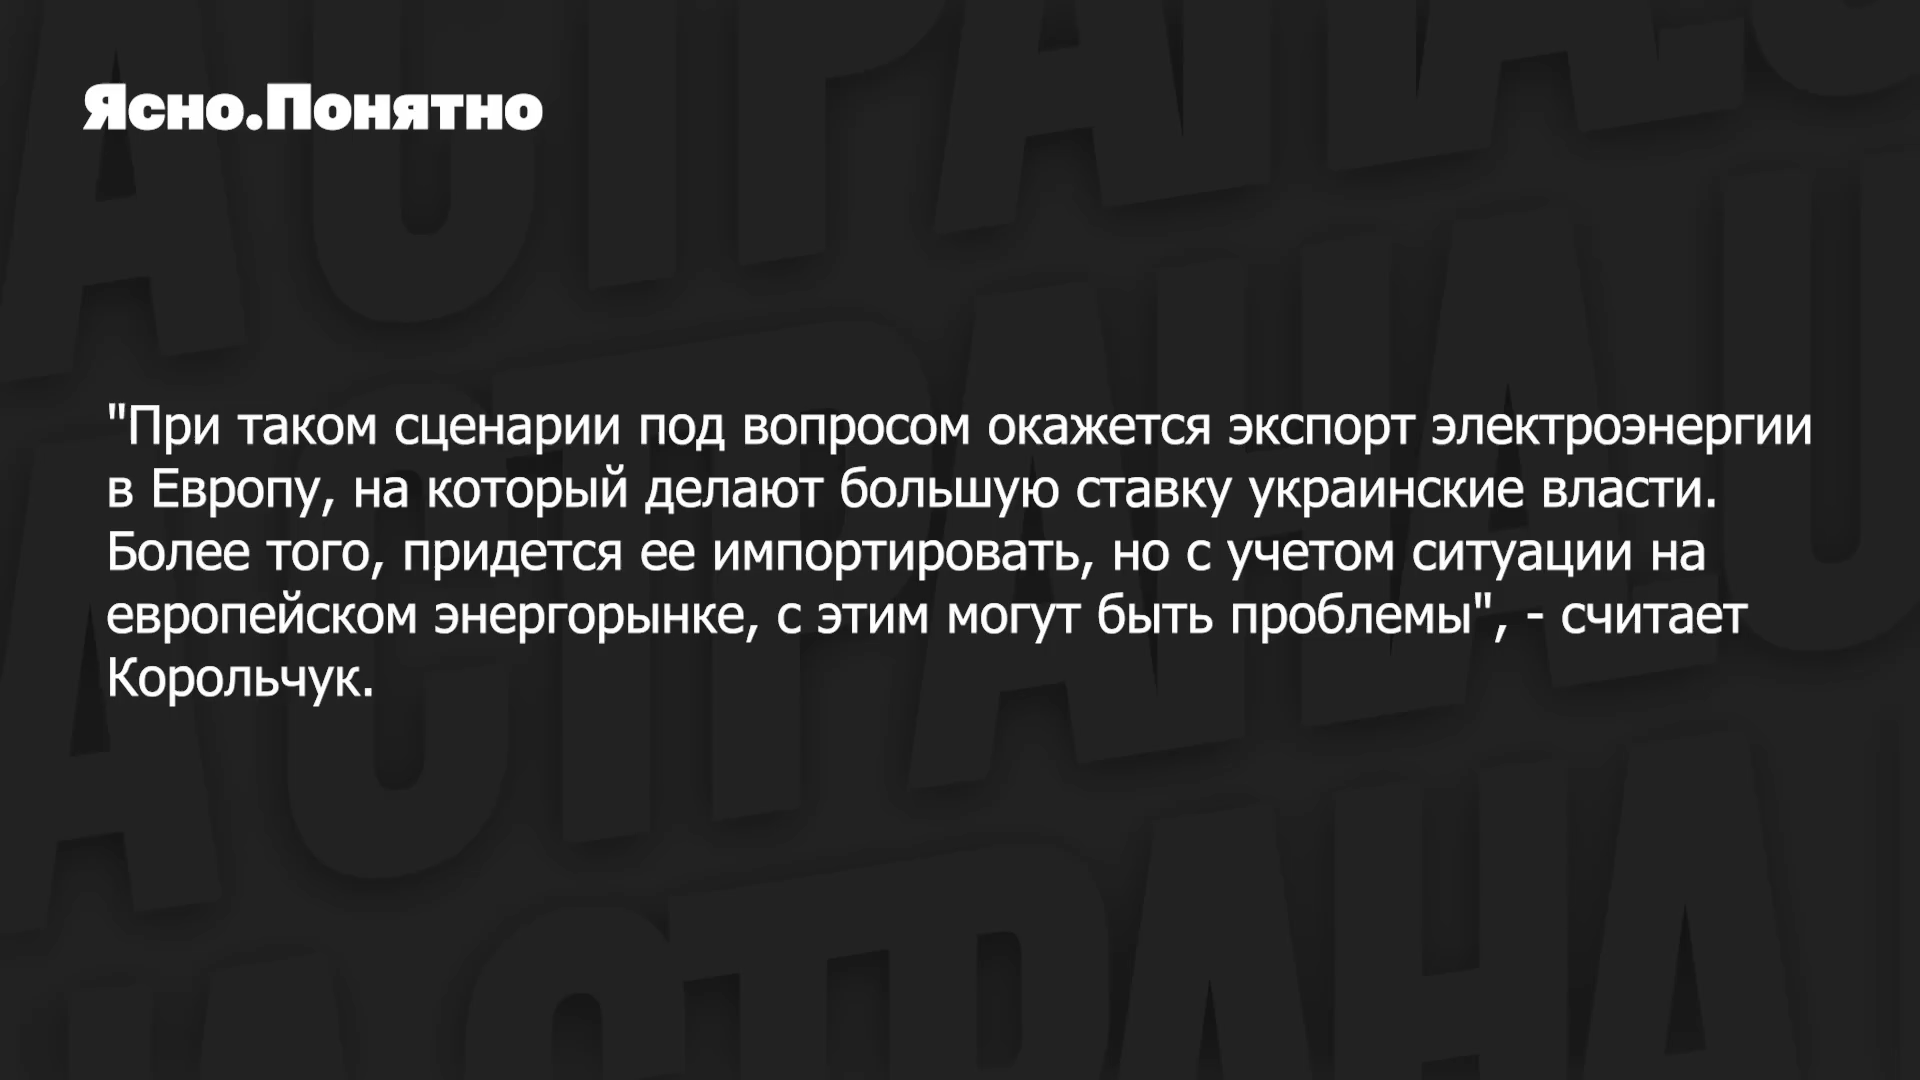 Ясно.Понятно
"При таком сценарии под вопросом окажется экспорт электроэнергии
в Европу, на который делают большую ставку украинские власти.
Более того, придется ее импортировать, но с учетом ситуации на
европейском энергорынке, с этим могут быть проблемы", - считает
Корольчук.